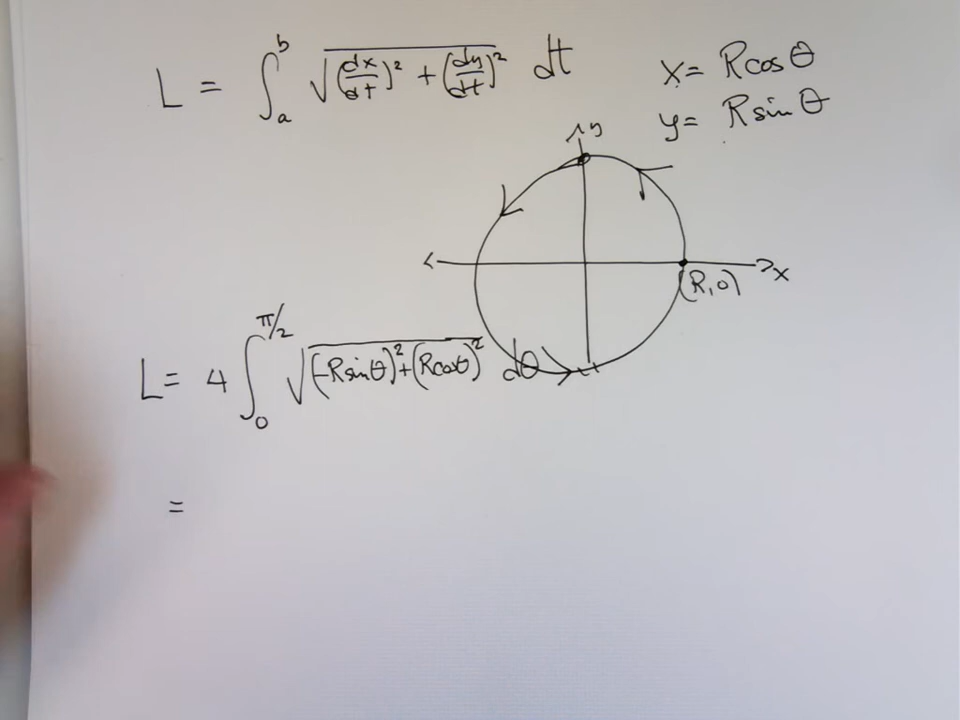 L = ∫_a^b √((dx/dt)² + (dy/dt)²) dt
x = R cos θ
y = R sin θ
y
x
(R,0)
L = 4 ∫_0^{π/2} √((-R sin θ)² + (R cos θ)²) dθ
=